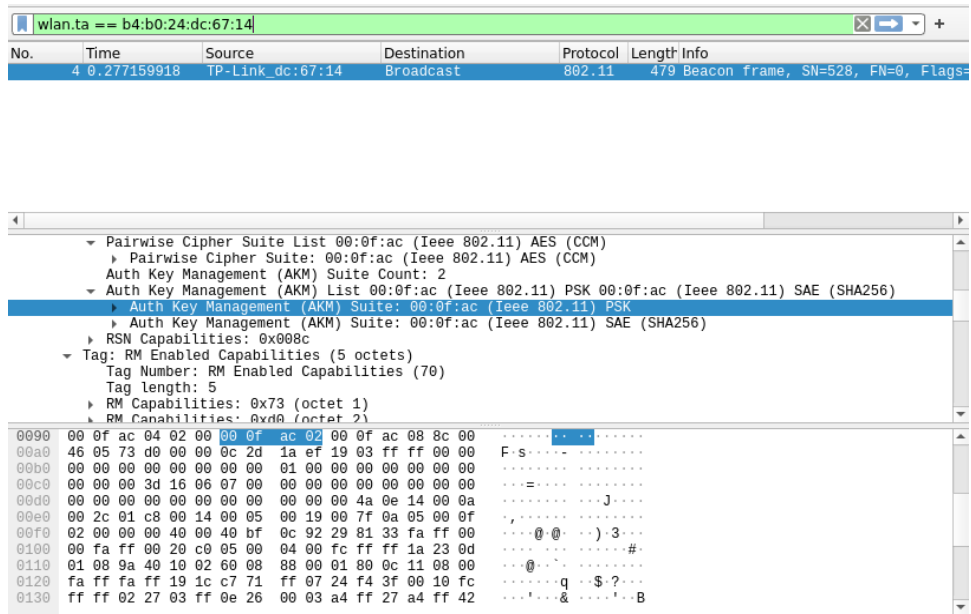 wlan.ta == b4:b0:24:dc:67:14
No. Time Source Destination Protocol Length Info
4 0.277159918 TP-Link_dc:67:14 Broadcast 802.11 479 Beacon frame, SN=528, FN=0, Flags=
Pairwise Cipher Suite List 00:0f:ac (Ieee 802.11) AES (CCM)
Pairwise Cipher Suite: 00:0f:ac (Ieee 802.11) AES (CCM)
Auth Key Management (AKM) Suite Count: 2
Auth Key Management (AKM) List 00:0f:ac (Ieee 802.11) PSK 00:0f:ac (Ieee 802.11) SAE (SHA256)
Auth Key Management (AKM) Suite: 00:0f:ac (Ieee 802.11) PSK
Auth Key Management (AKM) Suite: 00:0f:ac (Ieee 802.11) SAE (SHA256)
RSN Capabilities: 0x008c
Tag: RM Enabled Capabilities (5 octets)
Tag Number: RM Enabled Capabilities (70)
Tag length: 5
RM Capabilities: 0x73 (octet 1)
RM Capabilities: 0xd0 (octet 2)
0090 00 0f ac 04 02 00 00 0f ac 02 00 0f ac 08 8c 00 ················
00a0 46 05 73 d0 00 00 0c 2d 1a ef 19 03 ff ff 00 00 F·s····- ········
00b0 00 00 00 00 00 00 00 00 01 00 00 00 00 00 00 00 ········ ········
00c0 00 00 00 3d 16 06 07 00 00 00 00 00 00 00 00 00 ···=···· ········
00d0 00 00 00 00 00 00 00 00 00 00 00 4a 0e 14 00 0a ········ ···J····
00e0 00 2c 01 c8 00 14 00 05 00 19 00 7f 0a 05 00 0f ·,······ ········
00f0 02 00 00 00 40 00 40 bf 0c 92 29 81 33 fa ff 00 ····@·@· ··)·3···
0100 00 fa ff 00 20 c0 05 00 04 00 fc ff ff 1a 23 0d ···· ··· ······#·
0110 01 08 9a 40 10 02 60 08 88 00 01 80 0c 11 08 00 ···@··`· ········
0120 fa ff fa ff 19 1c c7 71 ff 07 24 f4 3f 00 10 fc ·······q ··$·?···
0130 ff ff 02 27 03 ff 0e 26 00 03 a4 ff 27 a4 ff 42 ···'···& ····'··B